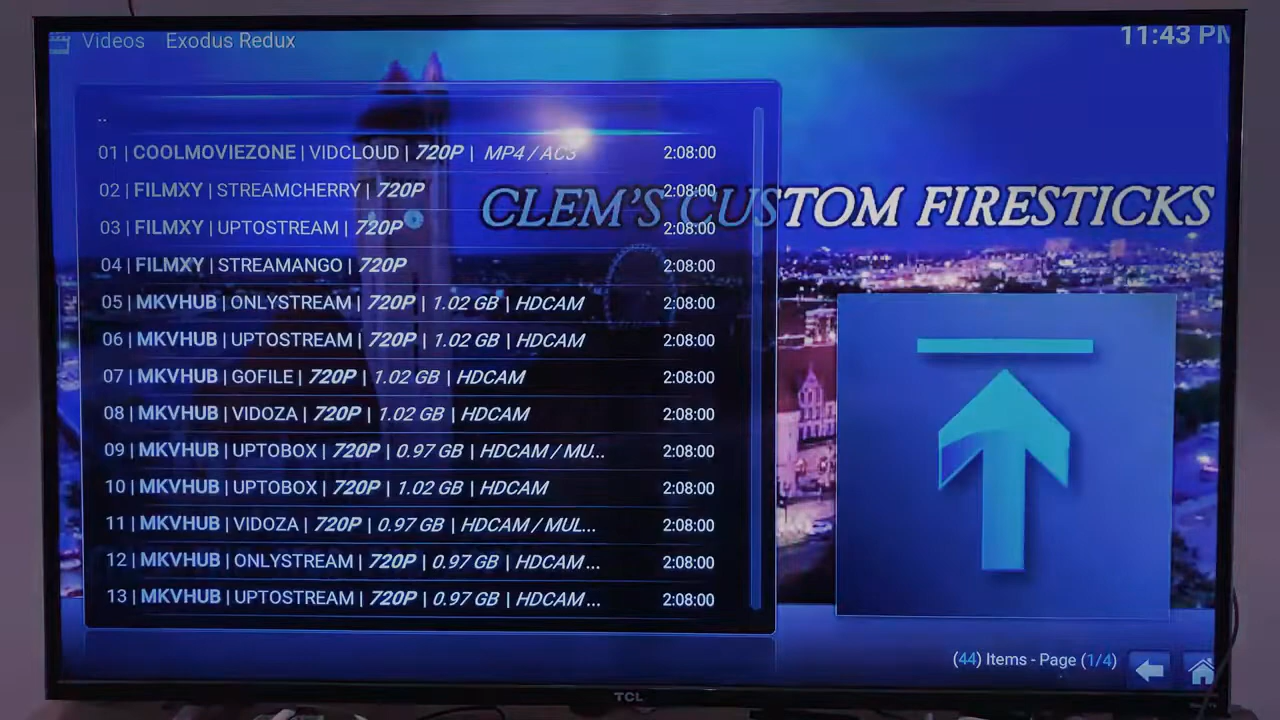 Videos Exodus Redux
11:43 PM
..
01 | COOLMOVIEZONE | VIDCLOUD | 720P | MP4 / AC3 2:08:00
02 | FILMXY | STREAMCHERRY | 720P 2:08:00
03 | FILMXY | UPTOSTREAM | 720P 2:08:00
04 | FILMXY | STREAMANGO | 720P 2:08:00
05 | MKVHUB | ONLYSTREAM | 720P | 1.02 GB | HDCAM 2:08:00
06 | MKVHUB | UPTOSTREAM | 720P | 1.02 GB | HDCAM 2:08:00
07 | MKVHUB | GOFILE | 720P | 1.02 GB | HDCAM 2:08:00
08 | MKVHUB | VIDOZA | 720P | 1.02 GB | HDCAM 2:08:00
09 | MKVHUB | UPTOBOX | 720P | 0.97 GB | HDCAM / MU... 2:08:00
10 | MKVHUB | UPTOBOX | 720P | 1.02 GB | HDCAM 2:08:00
11 | MKVHUB | VIDOZA | 720P | 0.97 GB | HDCAM / MUL... 2:08:00
12 | MKVHUB | ONLYSTREAM | 720P | 0.97 GB | HDCAM ... 2:08:00
13 | MKVHUB | UPTOSTREAM | 720P | 0.97 GB | HDCAM ... 2:08:00
CLEM'S CUSTOM FIRESTICKS
(44) Items - Page (1/4)
TCL